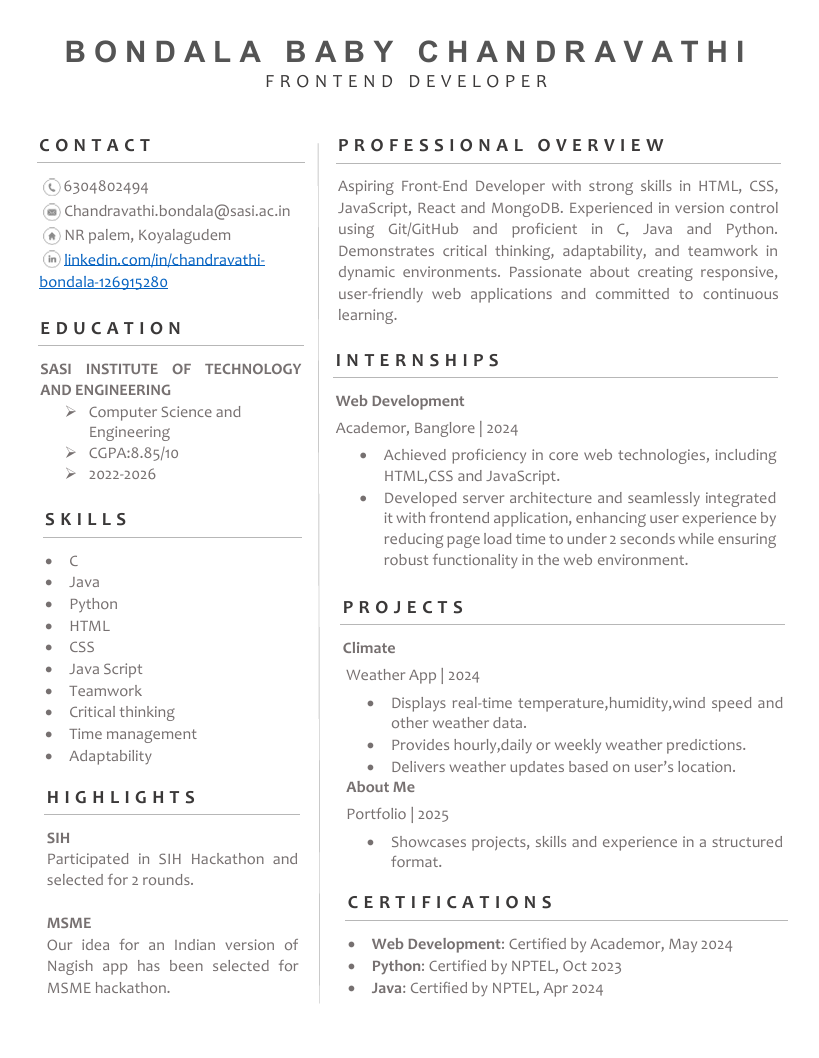 BONDALA BABY CHANDRAVATHI
FRONTEND DEVELOPER
CONTACT
6304802494
Chandravathi.bondala@sasi.ac.in
NR palem, Koyalagudem
linkedin.com/in/chandravathi-
bondala-126915280
EDUCATION
SASI INSTITUTE OF TECHNOLOGY
AND ENGINEERING
Computer Science and
Engineering
CGPA:8.85/10
2022-2026
SKILLS
C
Java
Python
HTML
CSS
Java Script
Teamwork
Critical thinking
Time management
Adaptability
HIGHLIGHTS
SIH
Participated in SIH Hackathon and
selected for 2 rounds.
MSME
Our idea for an Indian version of
Nagish app has been selected for
MSME hackathon.
PROFESSIONAL OVERVIEW
Aspiring Front-End Developer with strong skills in HTML, CSS,
JavaScript, React and MongoDB. Experienced in version control
using Git/GitHub and proficient in C, Java and Python.
Demonstrates critical thinking, adaptability, and teamwork in
dynamic environments. Passionate about creating responsive,
user-friendly web applications and committed to continuous
learning.
INTERNSHIPS
Web Development
Academor, Banglore | 2024
Achieved proficiency in core web technologies, including
HTML,CSS and JavaScript.
Developed server architecture and seamlessly integrated
it with frontend application, enhancing user experience by
reducing page load time to under 2 seconds while ensuring
robust functionality in the web environment.
PROJECTS
Climate
Weather App | 2024
Displays real-time temperature,humidity,wind speed and
other weather data.
Provides hourly,daily or weekly weather predictions.
Delivers weather updates based on user’s location.
About Me
Portfolio | 2025
Showcases projects, skills and experience in a structured
format.
CERTIFICATIONS
Web Development: Certified by Academor, May 2024
Python: Certified by NPTEL, Oct 2023
Java: Certified by NPTEL, Apr 2024